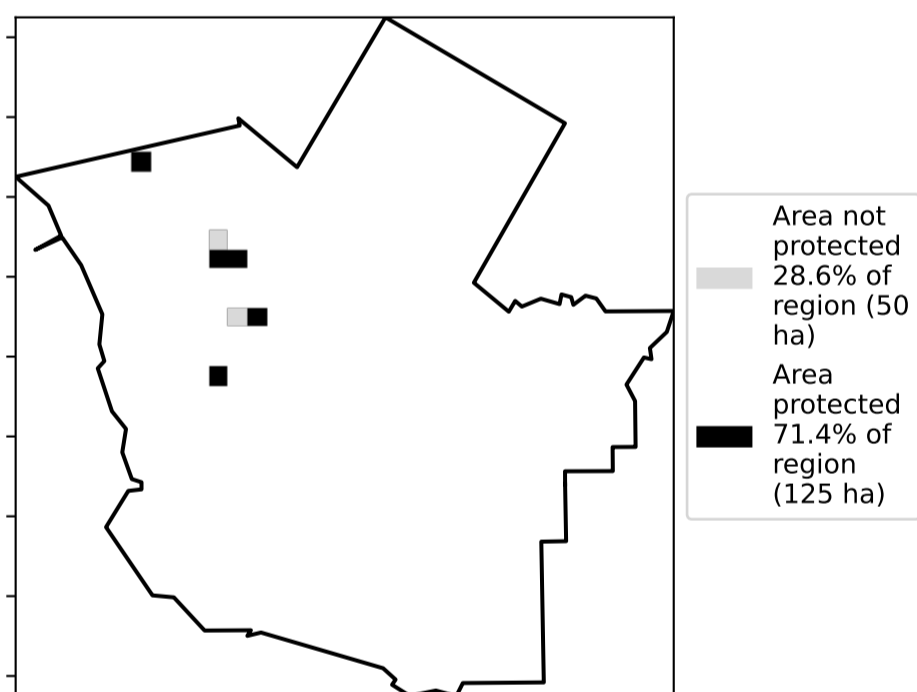 Area not
protected
28.6% of
region (50
ha)
Area
protected
71.4% of
region
(125 ha)